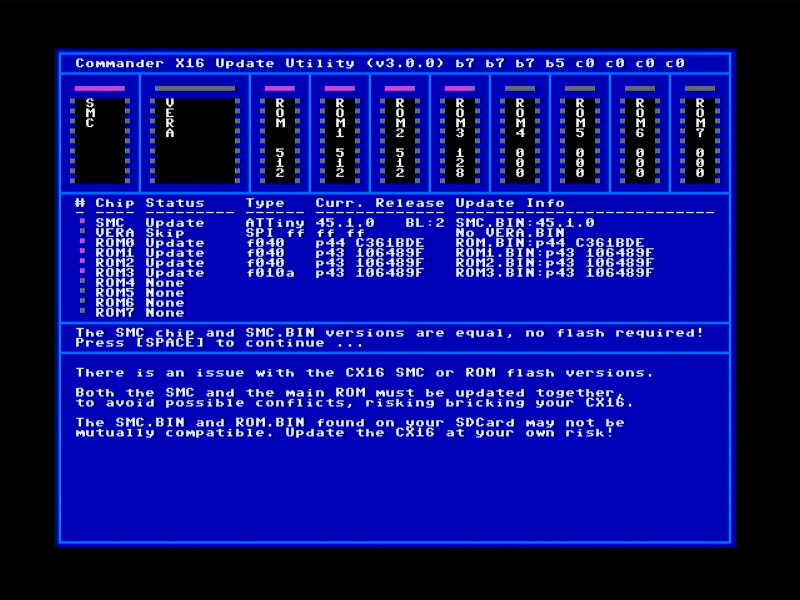 Commander X16 Update Utility (v3.0.0) b7 b7 b7 b5 c0 c0 c0 c0
SMC VERA ROM 512 ROM1 512 ROM2 512 ROM3 128 ROM4 000 ROM5 000 ROM6 000 ROM7 000
# Chip Status Type Curr. Release Update Info
- ---- --------- ------ ------------- --------------------------
SMC Update ATTiny 45.1.0 BL:2 SMC.BIN:45.1.0
VERA Skip SPI ff ff ff No VERA.BIN
ROM0 Update f040 p44 C361BDE ROM.BIN:p44 C361BDE
ROM1 Update f040 p43 106489F ROM1.BIN:p43 106489F
ROM2 Update f040 p43 106489F ROM2.BIN:p43 106489F
ROM3 Update f010a p43 106489F ROM3.BIN:p43 106489F
ROM4 None
ROM5 None
ROM6 None
ROM7 None
The SMC chip and SMC.BIN versions are equal, no flash required!
Press [SPACE] to continue ...
There is an issue with the CX16 SMC or ROM flash versions.
Both the SMC and the main ROM must be updated together,
to avoid possible conflicts, risking bricking your CX16.
The SMC.BIN and ROM.BIN found on your SDCard may not be
mutually compatible. Update the CX16 at your own risk!